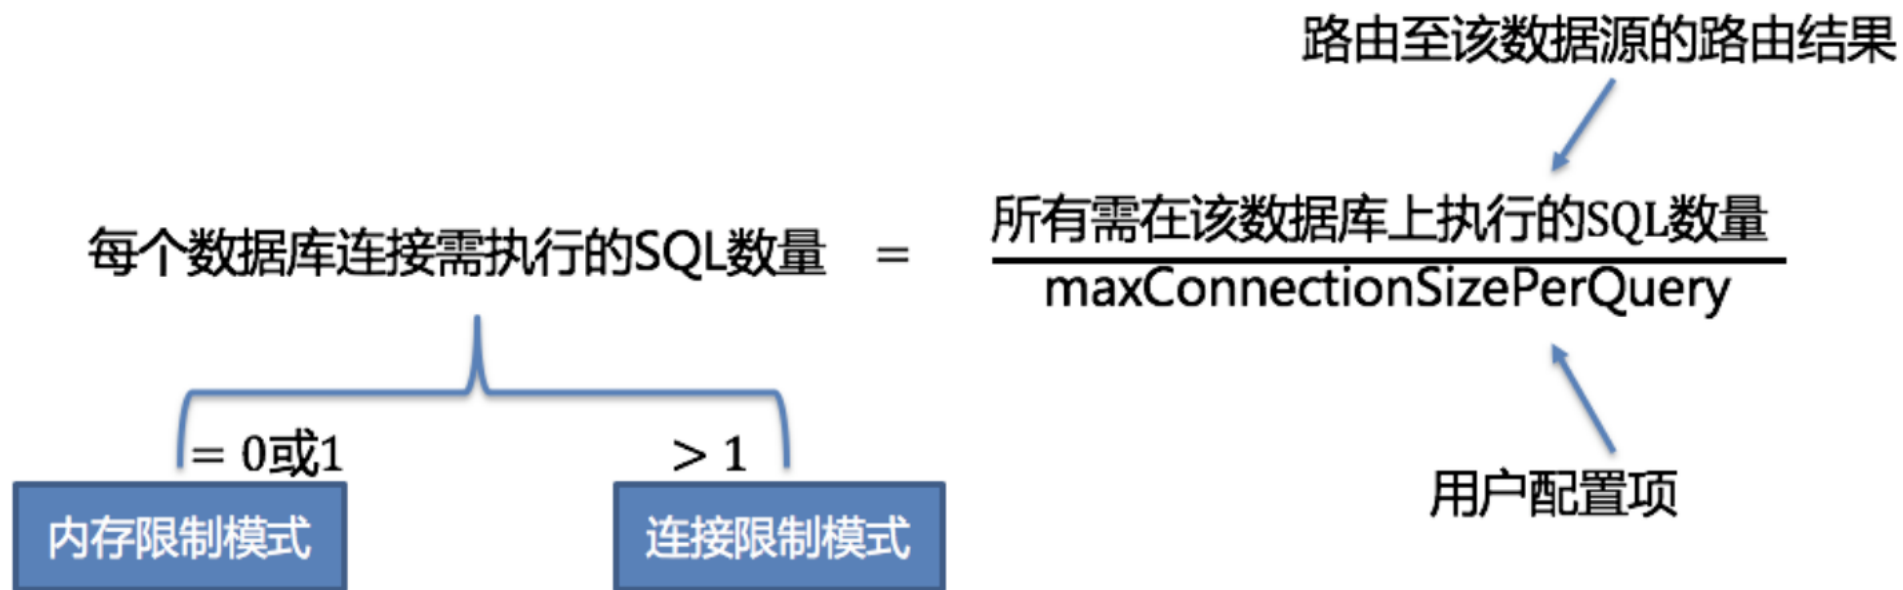 路由至该数据源的路由结果
每个数据库连接需执行的SQL数量 = 所有需在该数据库上执行的SQL数量
maxConnectionSizePerQuery
= 0或1
> 1
用户配置项
内存限制模式
连接限制模式